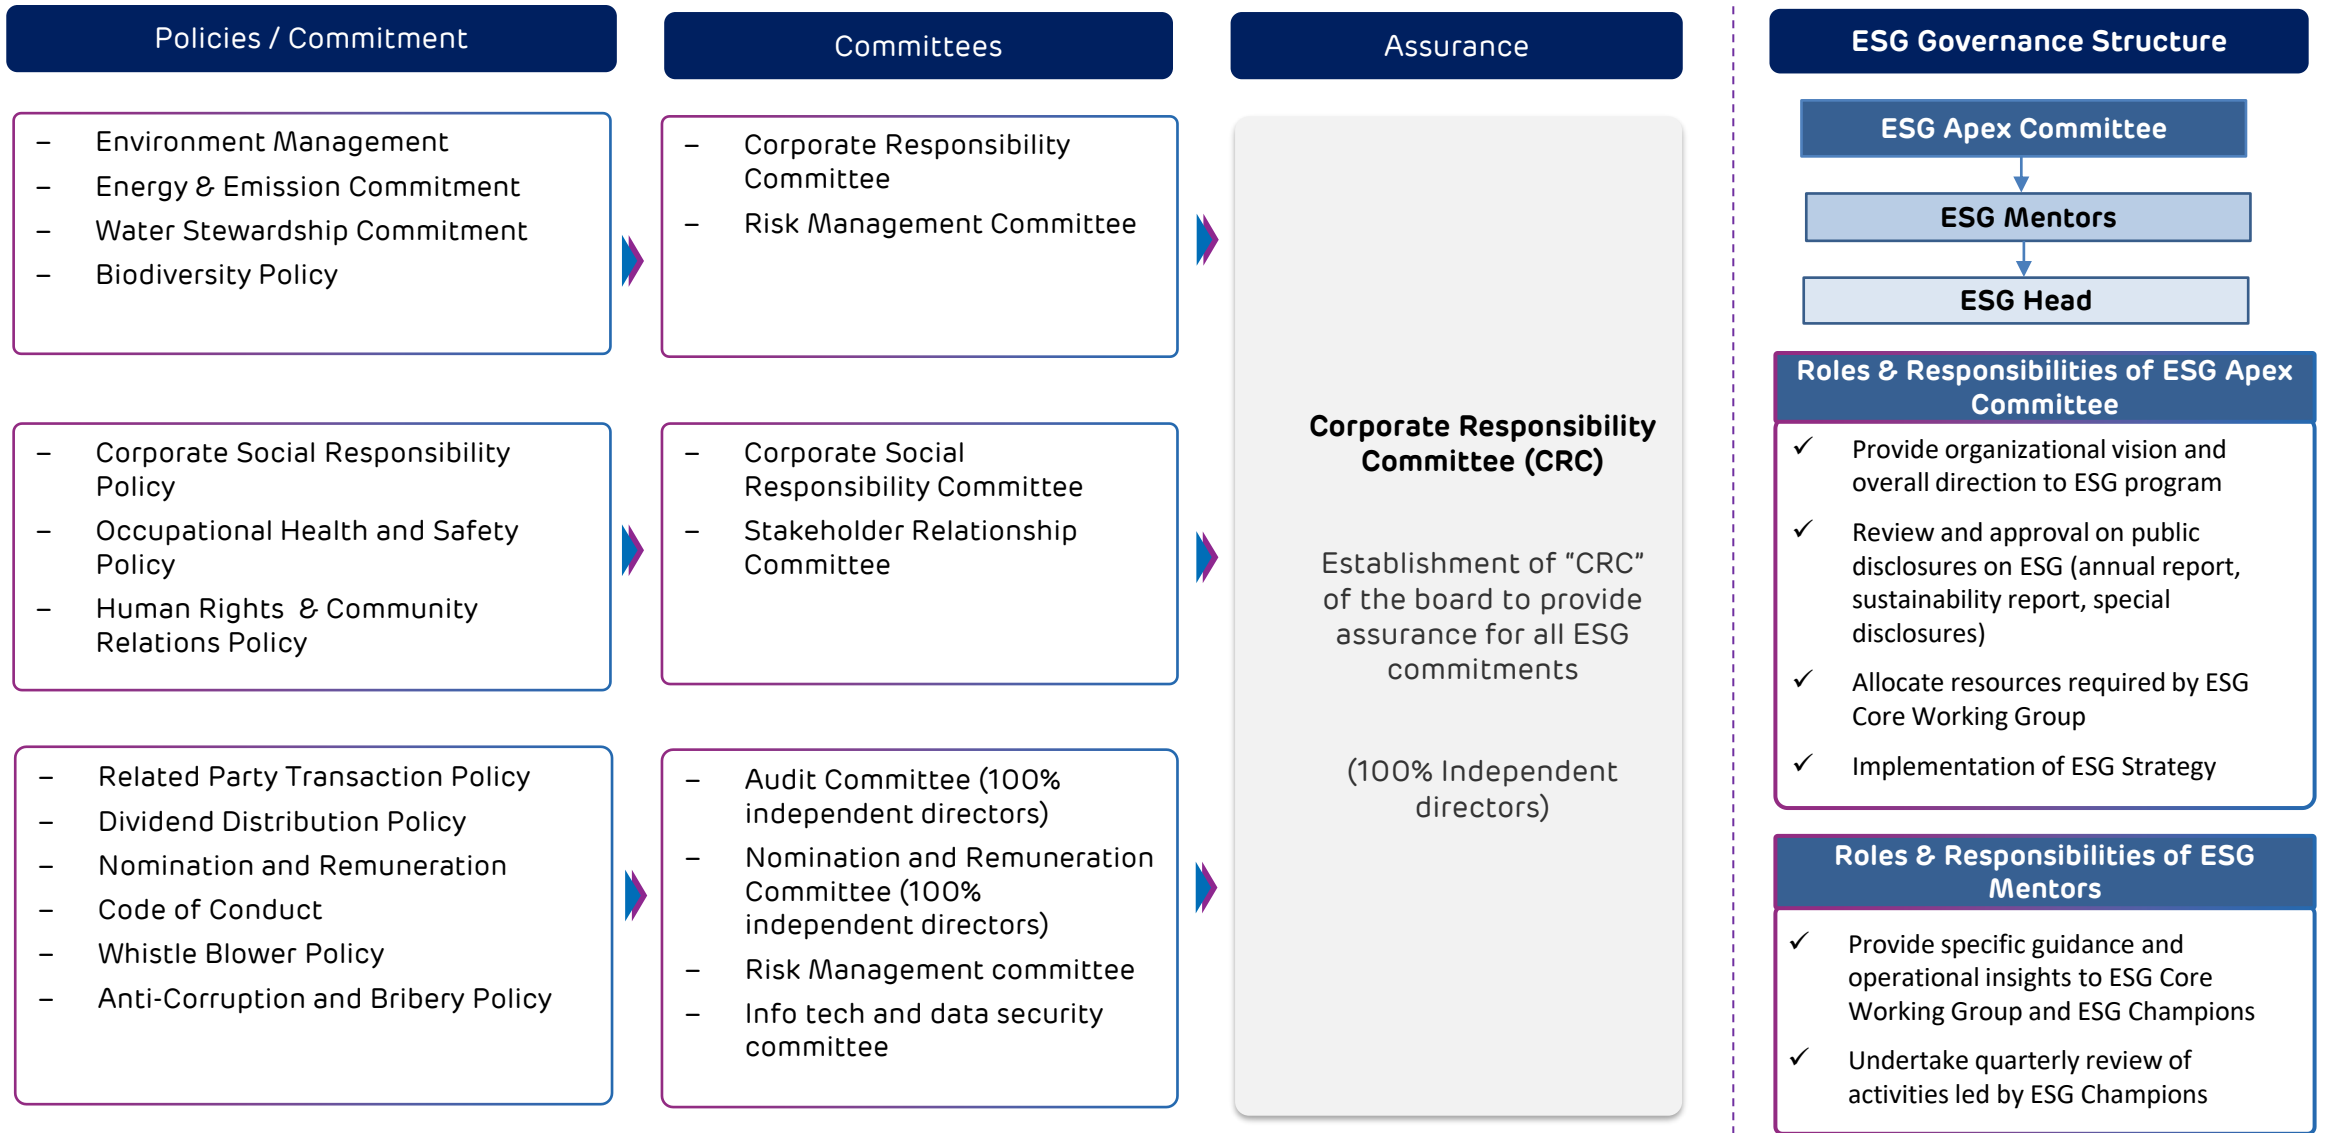 Policies / Commitment
– Environment Management
– Energy & Emission Commitment
– Water Stewardship Commitment
– Biodiversity Policy
– Corporate Social Responsibility
Policy
– Occupational Health and Safety
Policy
– Human Rights & Community
Relations Policy
– Related Party Transaction Policy
– Dividend Distribution Policy
– Nomination and Remuneration
– Code of Conduct
– Whistle Blower Policy
– Anti-Corruption and Bribery Policy
Committees
– Corporate Responsibility
Committee
– Risk Management Committee
– Corporate Social
Responsibility Committee
– Stakeholder Relationship
Committee
– Audit Committee (100%
independent directors)
– Nomination and Remuneration
Committee (100%
independent directors)
– Risk Management committee
– Info tech and data security
committee
Assurance
Corporate Responsibility
Committee (CRC)
Establishment of “CRC”
of the board to provide
assurance for all ESG
commitments
(100% Independent
directors)
ESG Governance Structure
ESG Apex Committee
ESG Mentors
ESG Head
Roles & Responsibilities of ESG Apex
Committee
✓ Provide organizational vision and
overall direction to ESG program
✓ Review and approval on public
disclosures on ESG (annual report,
sustainability report, special
disclosures)
✓ Allocate resources required by ESG
Core Working Group
✓ Implementation of ESG Strategy
Roles & Responsibilities of ESG
Mentors
✓ Provide specific guidance and
operational insights to ESG Core
Working Group and ESG Champions
✓ Undertake quarterly review of
activities led by ESG Champions